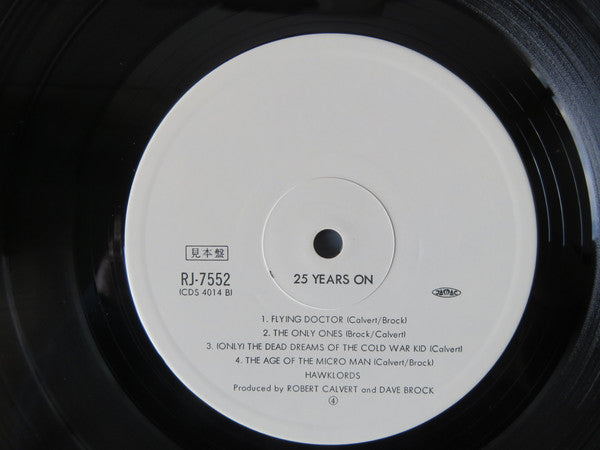 見本盤
RJ-7552
(CDS 4014 B)
25 YEARS ON
1. FLYING DOCTOR (Calvert/Brock)
2. THE ONLY ONES (Brock/Calvert)
3. (ONLY) THE DEAD DREAMS OF THE COLD WAR KID (Calvert)
4. THE AGE OF THE MICRO MAN (Calvert/Brock)
HAWKLORDS
Produced by ROBERT CALVERT and DAVE BROCK
④